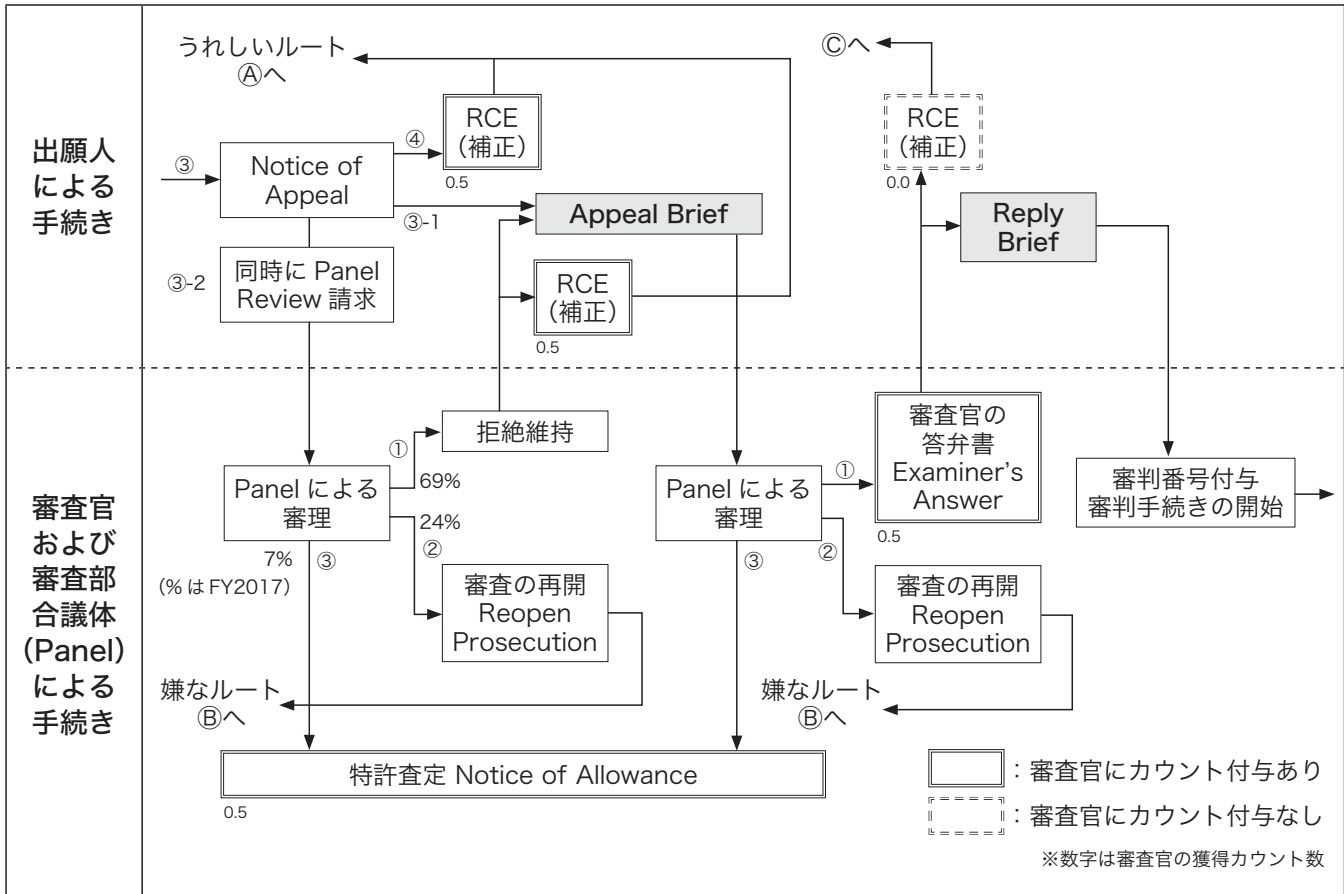 出願人
による
手続き
うれしいルート
Ⓐへ
③
Notice of
Appeal
④
RCE
（補正）
0.5
③-1
Appeal Brief
③-2
同時に Panel
Review 請求
RCE
（補正）
0.5
Ⓒへ
RCE
（補正）
0.0
Reply
Brief
審査官
および
審査部
合議体
（Panel）
による
手続き
拒絶維持
①
69%
Panel による
審理
24%
②
7%
③
（% は FY2017）
審査の再開
Reopen
Prosecution
嫌なルート
Ⓑへ
Panel による
審理
①
②
③
審査官の
答弁書
Examiner’s
Answer
0.5
審査の再開
Reopen
Prosecution
嫌なルート
Ⓑへ
審判番号付与
審判手続きの開始
特許査定 Notice of Allowance
0.5
：審査官にカウント付与あり
：審査官にカウント付与なし
※数字は審査官の獲得カウント数